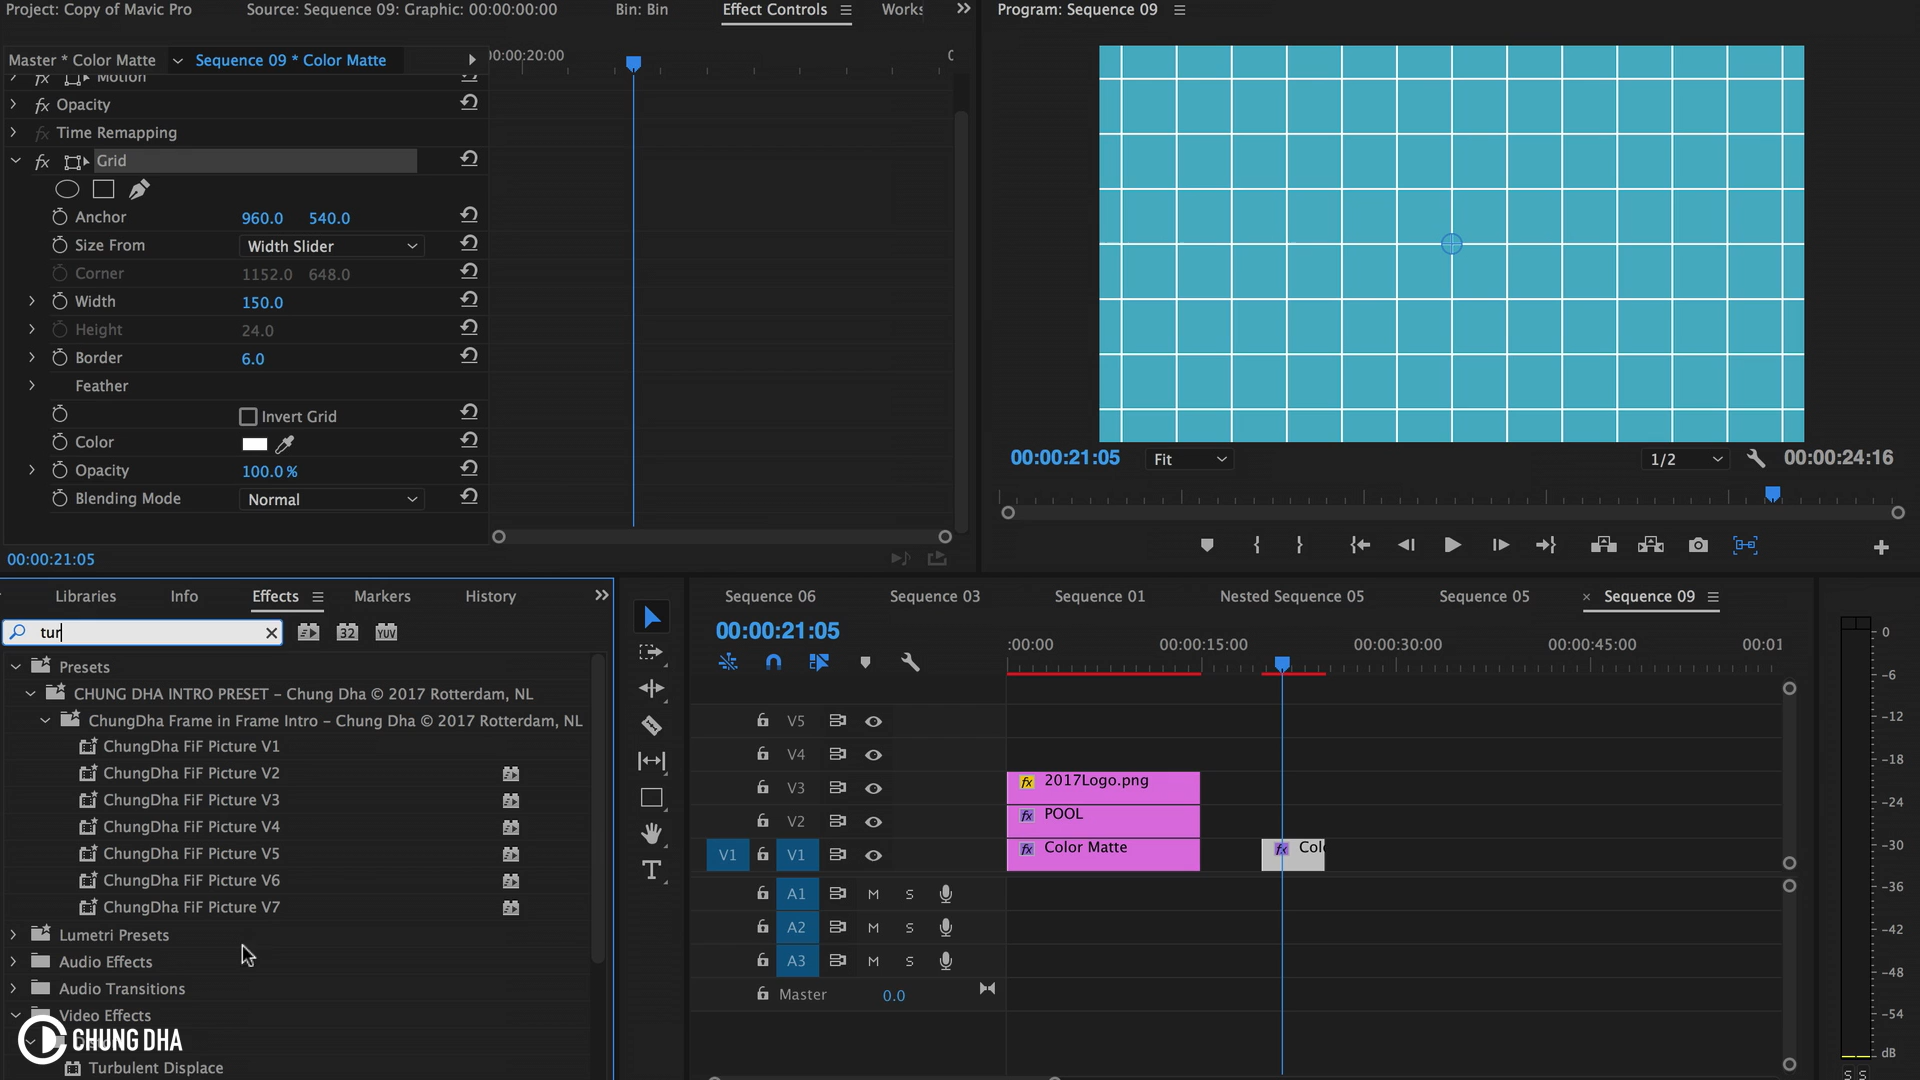 Project: Copy of Mavic Pro
Source: Sequence 09: Graphic: 00:00:00:00
Bin: Bin
Effect Controls
Works
Program: Sequence 09
Master * Color Matte
Sequence 09 * Color Matte
00:00:20:00
Motion
fx Opacity
fx Time Remapping
fx Grid
Anchor 960.0 540.0
Size From Width Slider
Corner 1152.0 648.0
Width 150.0
Height 24.0
Border 6.0
Feather
Invert Grid
Color
Opacity 100.0 %
Blending Mode Normal
00:00:21:05
00:00:21:05 Fit 1/2 00:00:24:16
Libraries Info Effects Markers History
tur 32 YUV
Presets
CHUNG DHA INTRO PRESET – Chung Dha © 2017 Rotterdam, NL
ChungDha Frame in Frame Intro – Chung Dha © 2017 Rotterdam, NL
ChungDha FiF Picture V1
ChungDha FiF Picture V2
ChungDha FiF Picture V3
ChungDha FiF Picture V4
ChungDha FiF Picture V5
ChungDha FiF Picture V6
ChungDha FiF Picture V7
Lumetri Presets
Audio Effects
Audio Transitions
Video Effects
CHUNG DHA
Turbulent Displace
Sequence 06 Sequence 03 Sequence 01 Nested Sequence 05 Sequence 05 × Sequence 09
00:00:21:05
:00:00 00:00:15:00 00:00:30:00 00:00:45:00 00:01
V5
V4
V3 fx 2017Logo.png
V2 fx POOL
V1 V1 fx Color Matte fx Col
A1 M S
A2 M S
A3 M S
Master 0.0
0
-6
-12
-18
-24
-30
-36
-42
-48
-54
dB
S S